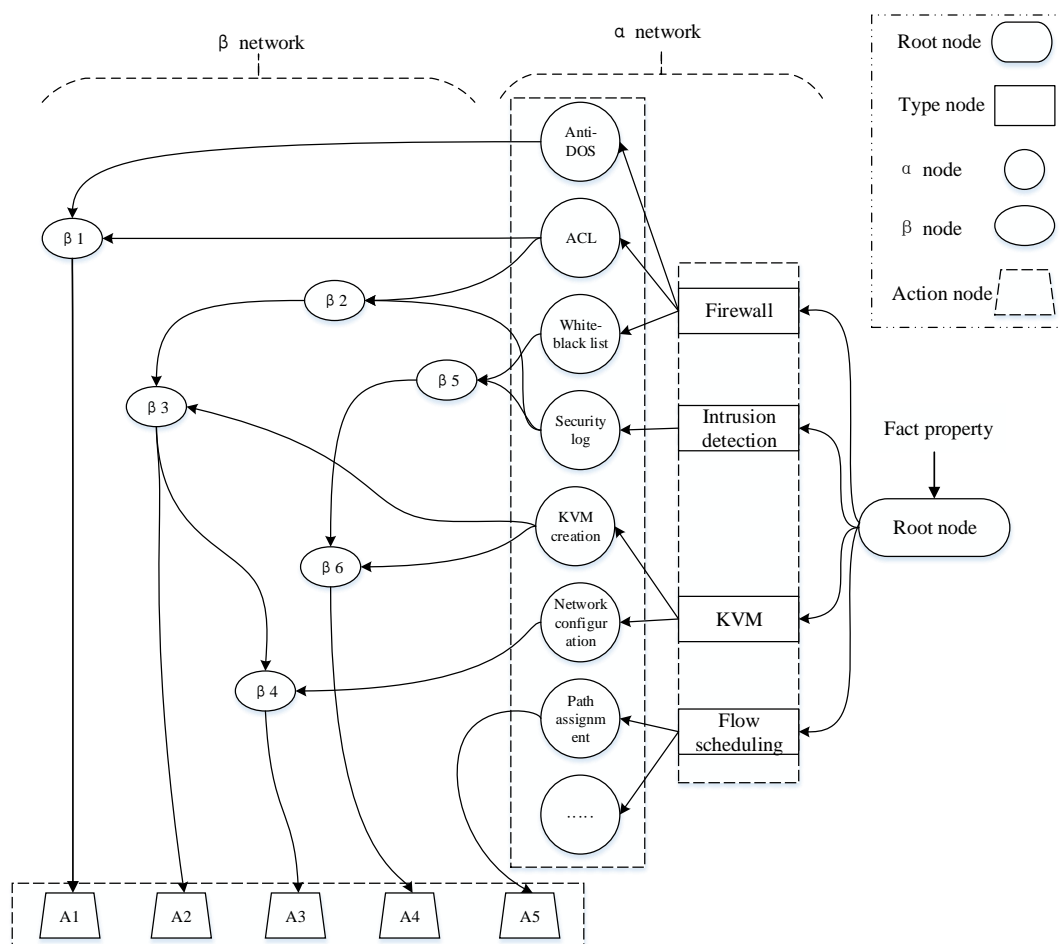 β network
α network
Root node
Type node
α node
β node
Action node
Anti-
DOS
ACL
White-
black list
Security
log
KVM
creation
Network
configur
ation
Path
assignm
ent
.....
Firewall
Intrusion
detection
KVM
Flow
scheduling
Fact property
Root node
β 1
β 2
β 5
β 3
β 6
β 4
A1
A2
A3
A4
A5